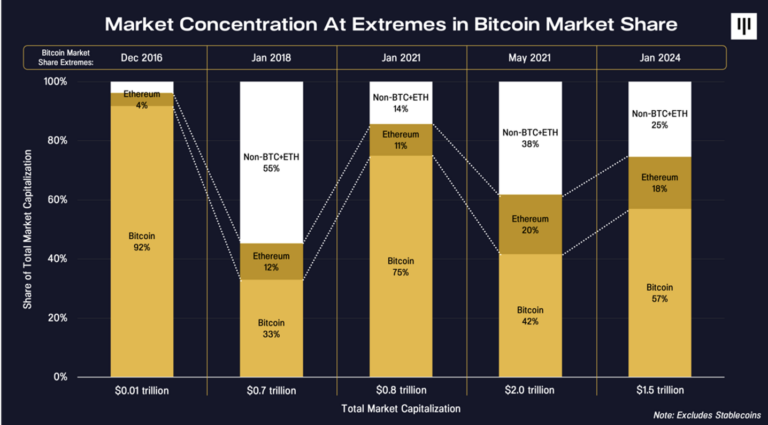 Market Concentration At Extremes in Bitcoin Market Share
Bitcoin Market
Share Extremes:
Dec 2016
Jan 2018
Jan 2021
May 2021
Jan 2024
Share of Total Market Capitalization
100%
80%
60%
40%
20%
0%
Ethereum
4%
Bitcoin
92%
Non-BTC+ETH
55%
Ethereum
12%
Bitcoin
33%
Non-BTC+ETH
14%
Ethereum
11%
Bitcoin
75%
Non-BTC+ETH
38%
Ethereum
20%
Bitcoin
42%
Non-BTC+ETH
25%
Ethereum
18%
Bitcoin
57%
$0.01 trillion
$0.7 trillion
$0.8 trillion
$2.0 trillion
$1.5 trillion
Total Market Capitalization
Note: Excludes Stablecoins